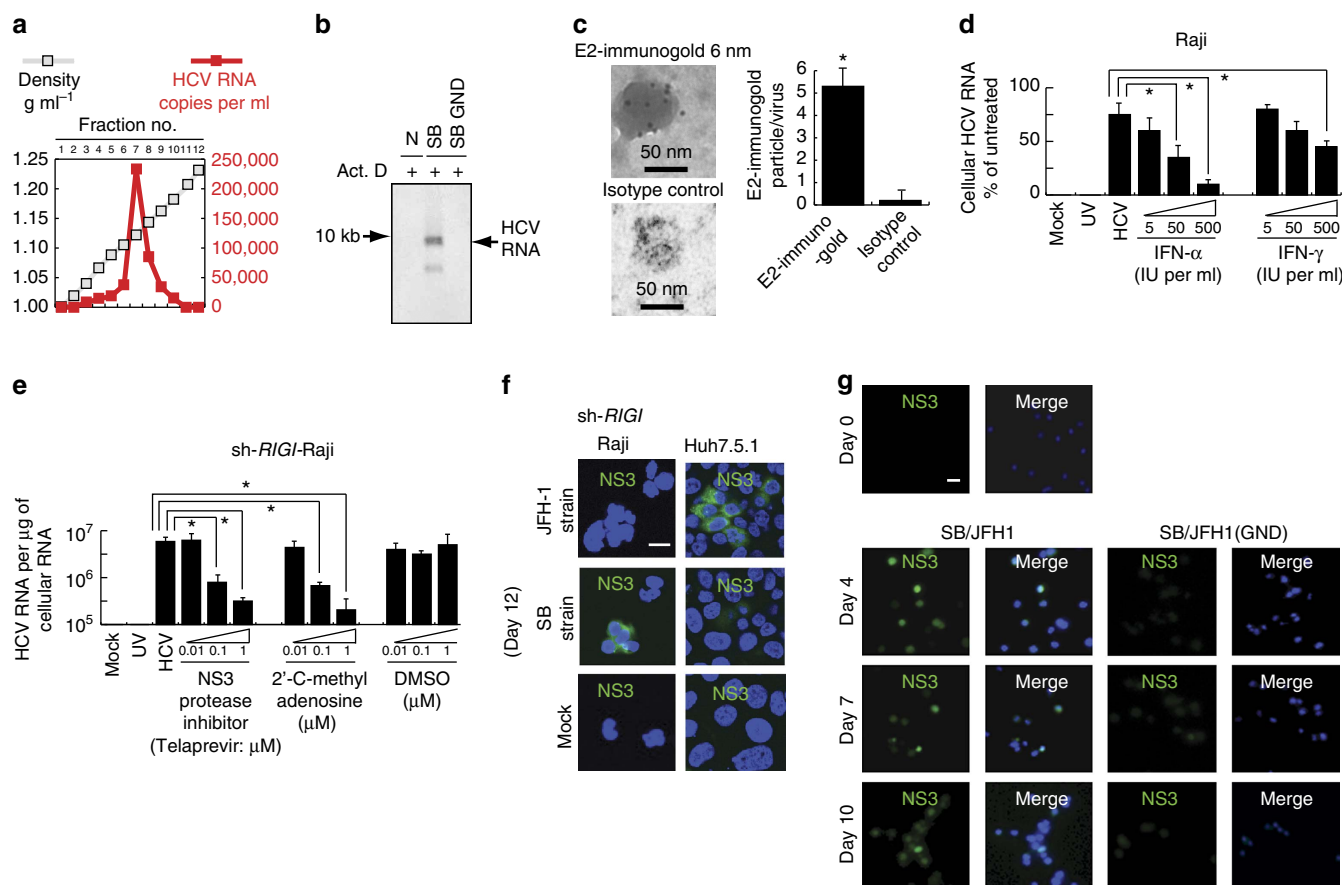 a
Density
g ml⁻¹
HCV RNA
copies per ml
Fraction no.
1 2 3 4 5 6 7 8 9 10 11 12
1.25
1.20
1.15
1.10
1.05
1.00
250,000
200,000
150,000
100,000
50,000
0
b
N
SB
SB GND
Act. D + + +
10 kb
HCV
RNA
c
E2-immunogold 6 nm
50 nm
Isotype control
50 nm
E2-immunogold
particle/virus
6
5
4
3
2
1
0
*
E2-immuno
-gold
Isotype
control
d
Raji
Cellular HCV RNA
% of untreated
100
50
0
* * *
Mock
UV
HCV
5 50 500
IFN-α
(IU per ml)
5 50 500
IFN-γ
(IU per ml)
e
sh-RIGI-Raji
HCV RNA per μg of
cellular RNA
10⁷
10⁶
10⁵
*
*
* *
Mock
UV
HCV
0.01 0.1 1
NS3
protease
inhibitor
(Telaprevir: μM)
0.01 0.1 1
2'-C-methyl
adenosine
(μM)
0.01 0.1 1
DMSO
(μM)
f
sh-RIGI
Raji
Huh7.5.1
(Day 12)
JFH-1
strain
NS3
NS3
SB
strain
NS3
NS3
Mock
NS3
NS3
g
Day 0
NS3
Merge
SB/JFH1
SB/JFH1(GND)
Day 4
NS3
Merge
NS3
Merge
Day 7
NS3
Merge
NS3
Merge
Day 10
NS3
Merge
NS3
Merge